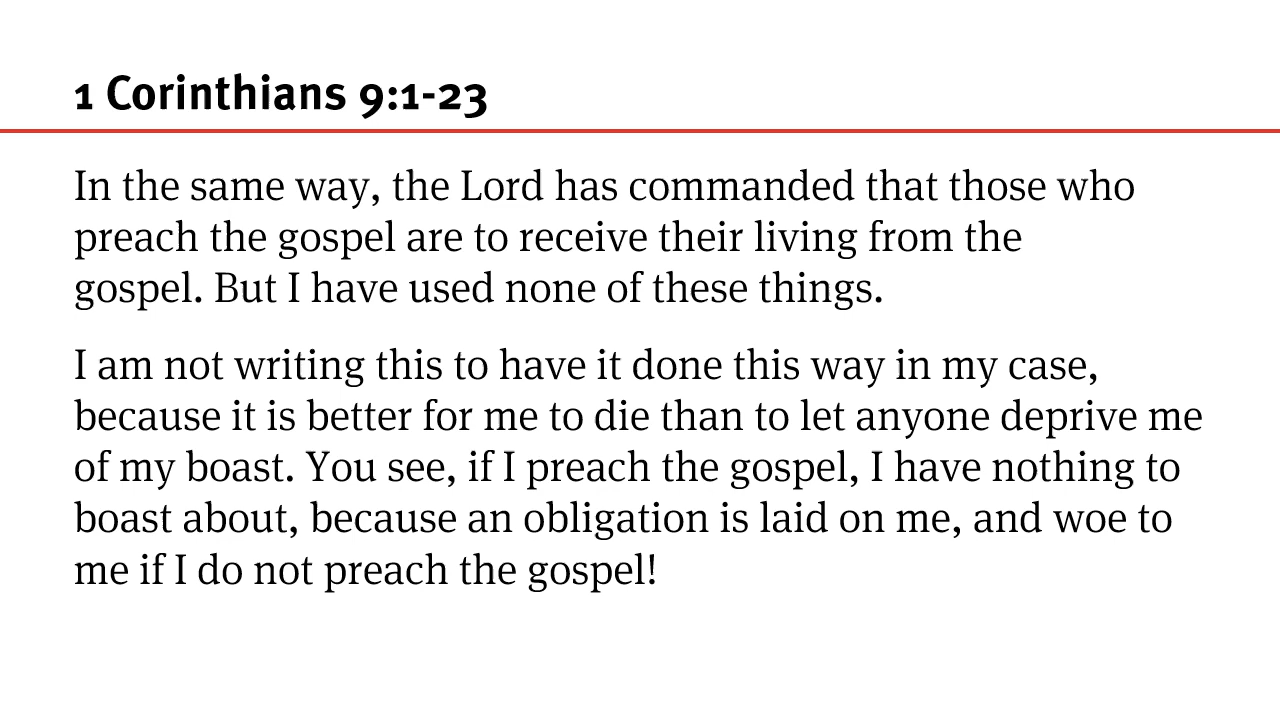 1 Corinthians 9:1-23
In the same way, the Lord has commanded that those who
preach the gospel are to receive their living from the
gospel. But I have used none of these things.
I am not writing this to have it done this way in my case,
because it is better for me to die than to let anyone deprive me
of my boast. You see, if I preach the gospel, I have nothing to
boast about, because an obligation is laid on me, and woe to
me if I do not preach the gospel!